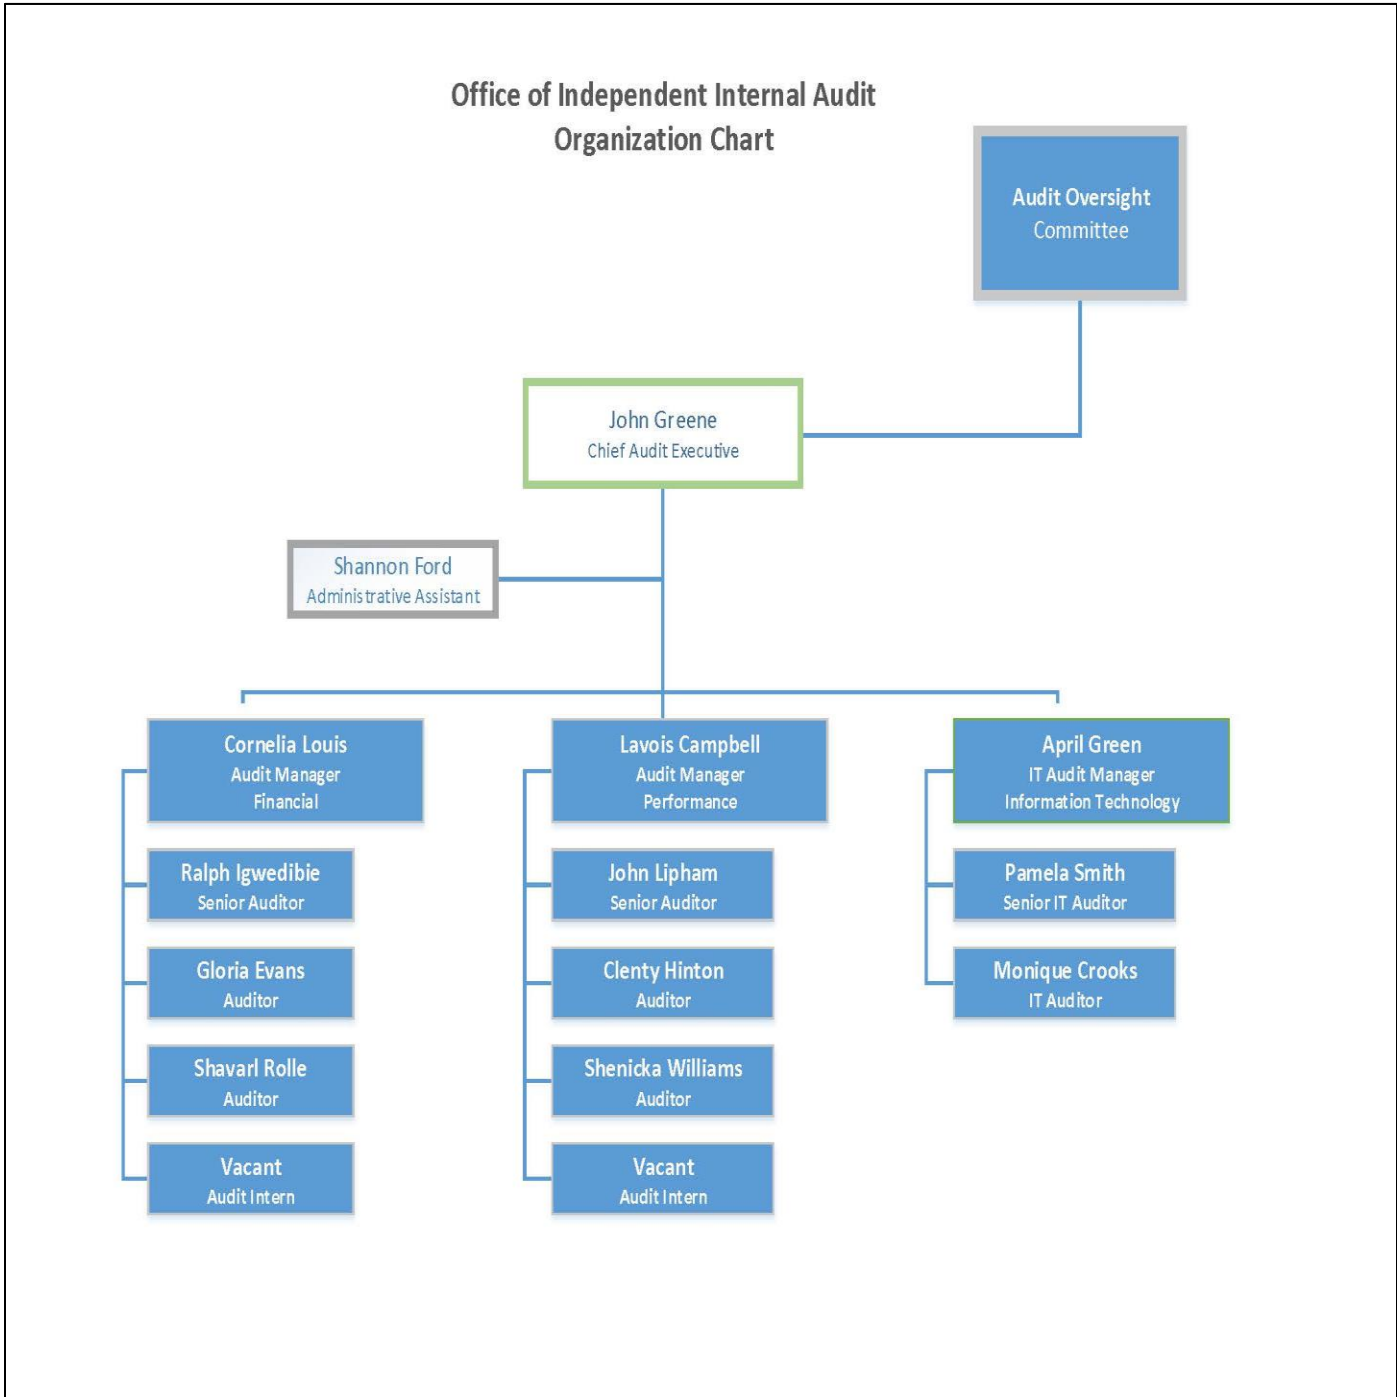 Office of Independent Internal Audit
Organization Chart
Audit Oversight
Committee
John Greene
Chief Audit Executive
Shannon Ford
Administrative Assistant
Cornelia Louis
Audit Manager
Financial
Ralph Igwedibie
Senior Auditor
Gloria Evans
Auditor
Shavarl Rolle
Auditor
Vacant
Audit Intern
Lavois Campbell
Audit Manager
Performance
John Lipham
Senior Auditor
Clenty Hinton
Auditor
Shenicka Williams
Auditor
Vacant
Audit Intern
April Green
IT Audit Manager
Information Technology
Pamela Smith
Senior IT Auditor
Monique Crooks
IT Auditor